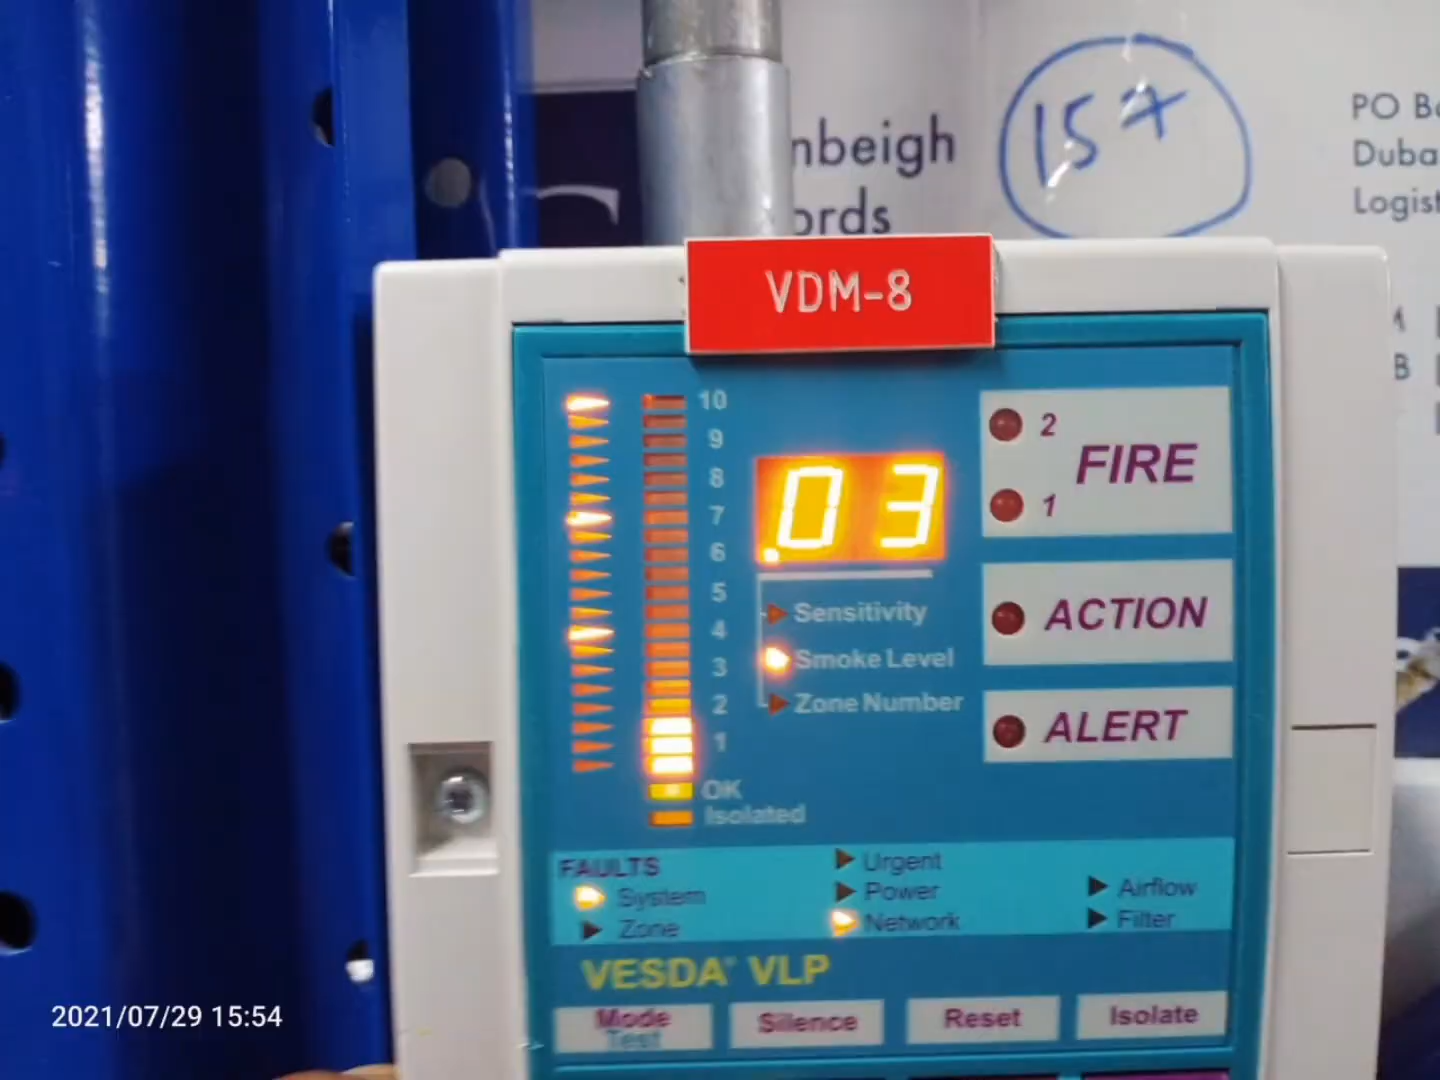 nbeigh
ords
157
PO B
Duba
Logist
VDM-8
10
9
8
7
6
5
4
3
2
1
OK
Isolated
.03
Sensitivity
Smoke Level
Zone Number
2
FIRE
1
ACTION
ALERT
FAULTS
System
Zone
Urgent
Power
Network
Airflow
Filter
VESDA® VLP
Mode
Test
Silence
Reset
Isolate
2021/07/29 15:54